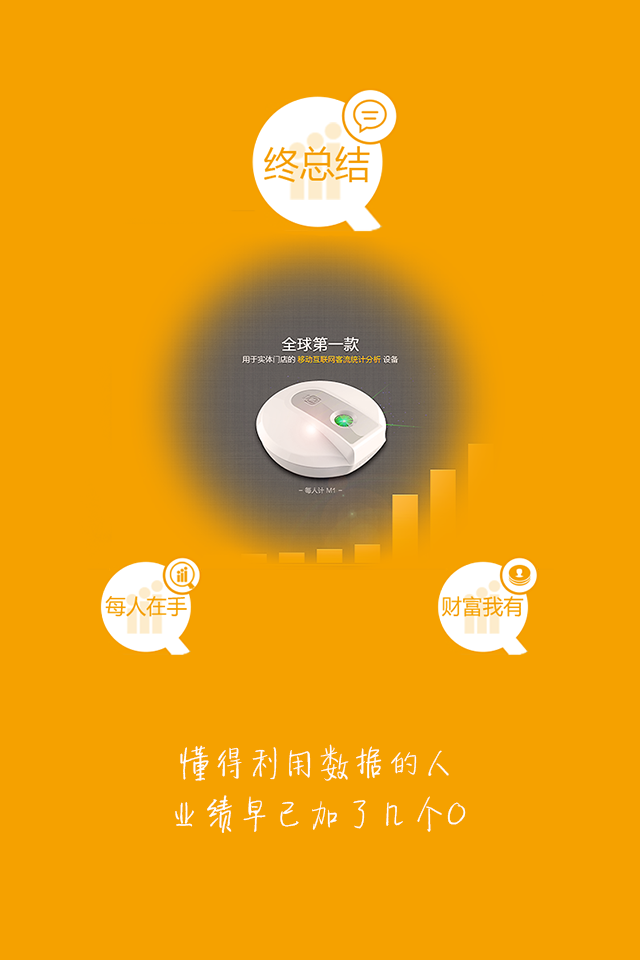 终总结
全球第一款
用于实体门店的 移动互联网客流统计分析 设备
– 每人计 M1 –
每人在手
财富我有
懂得利用数据的人
业绩早已加了几个0